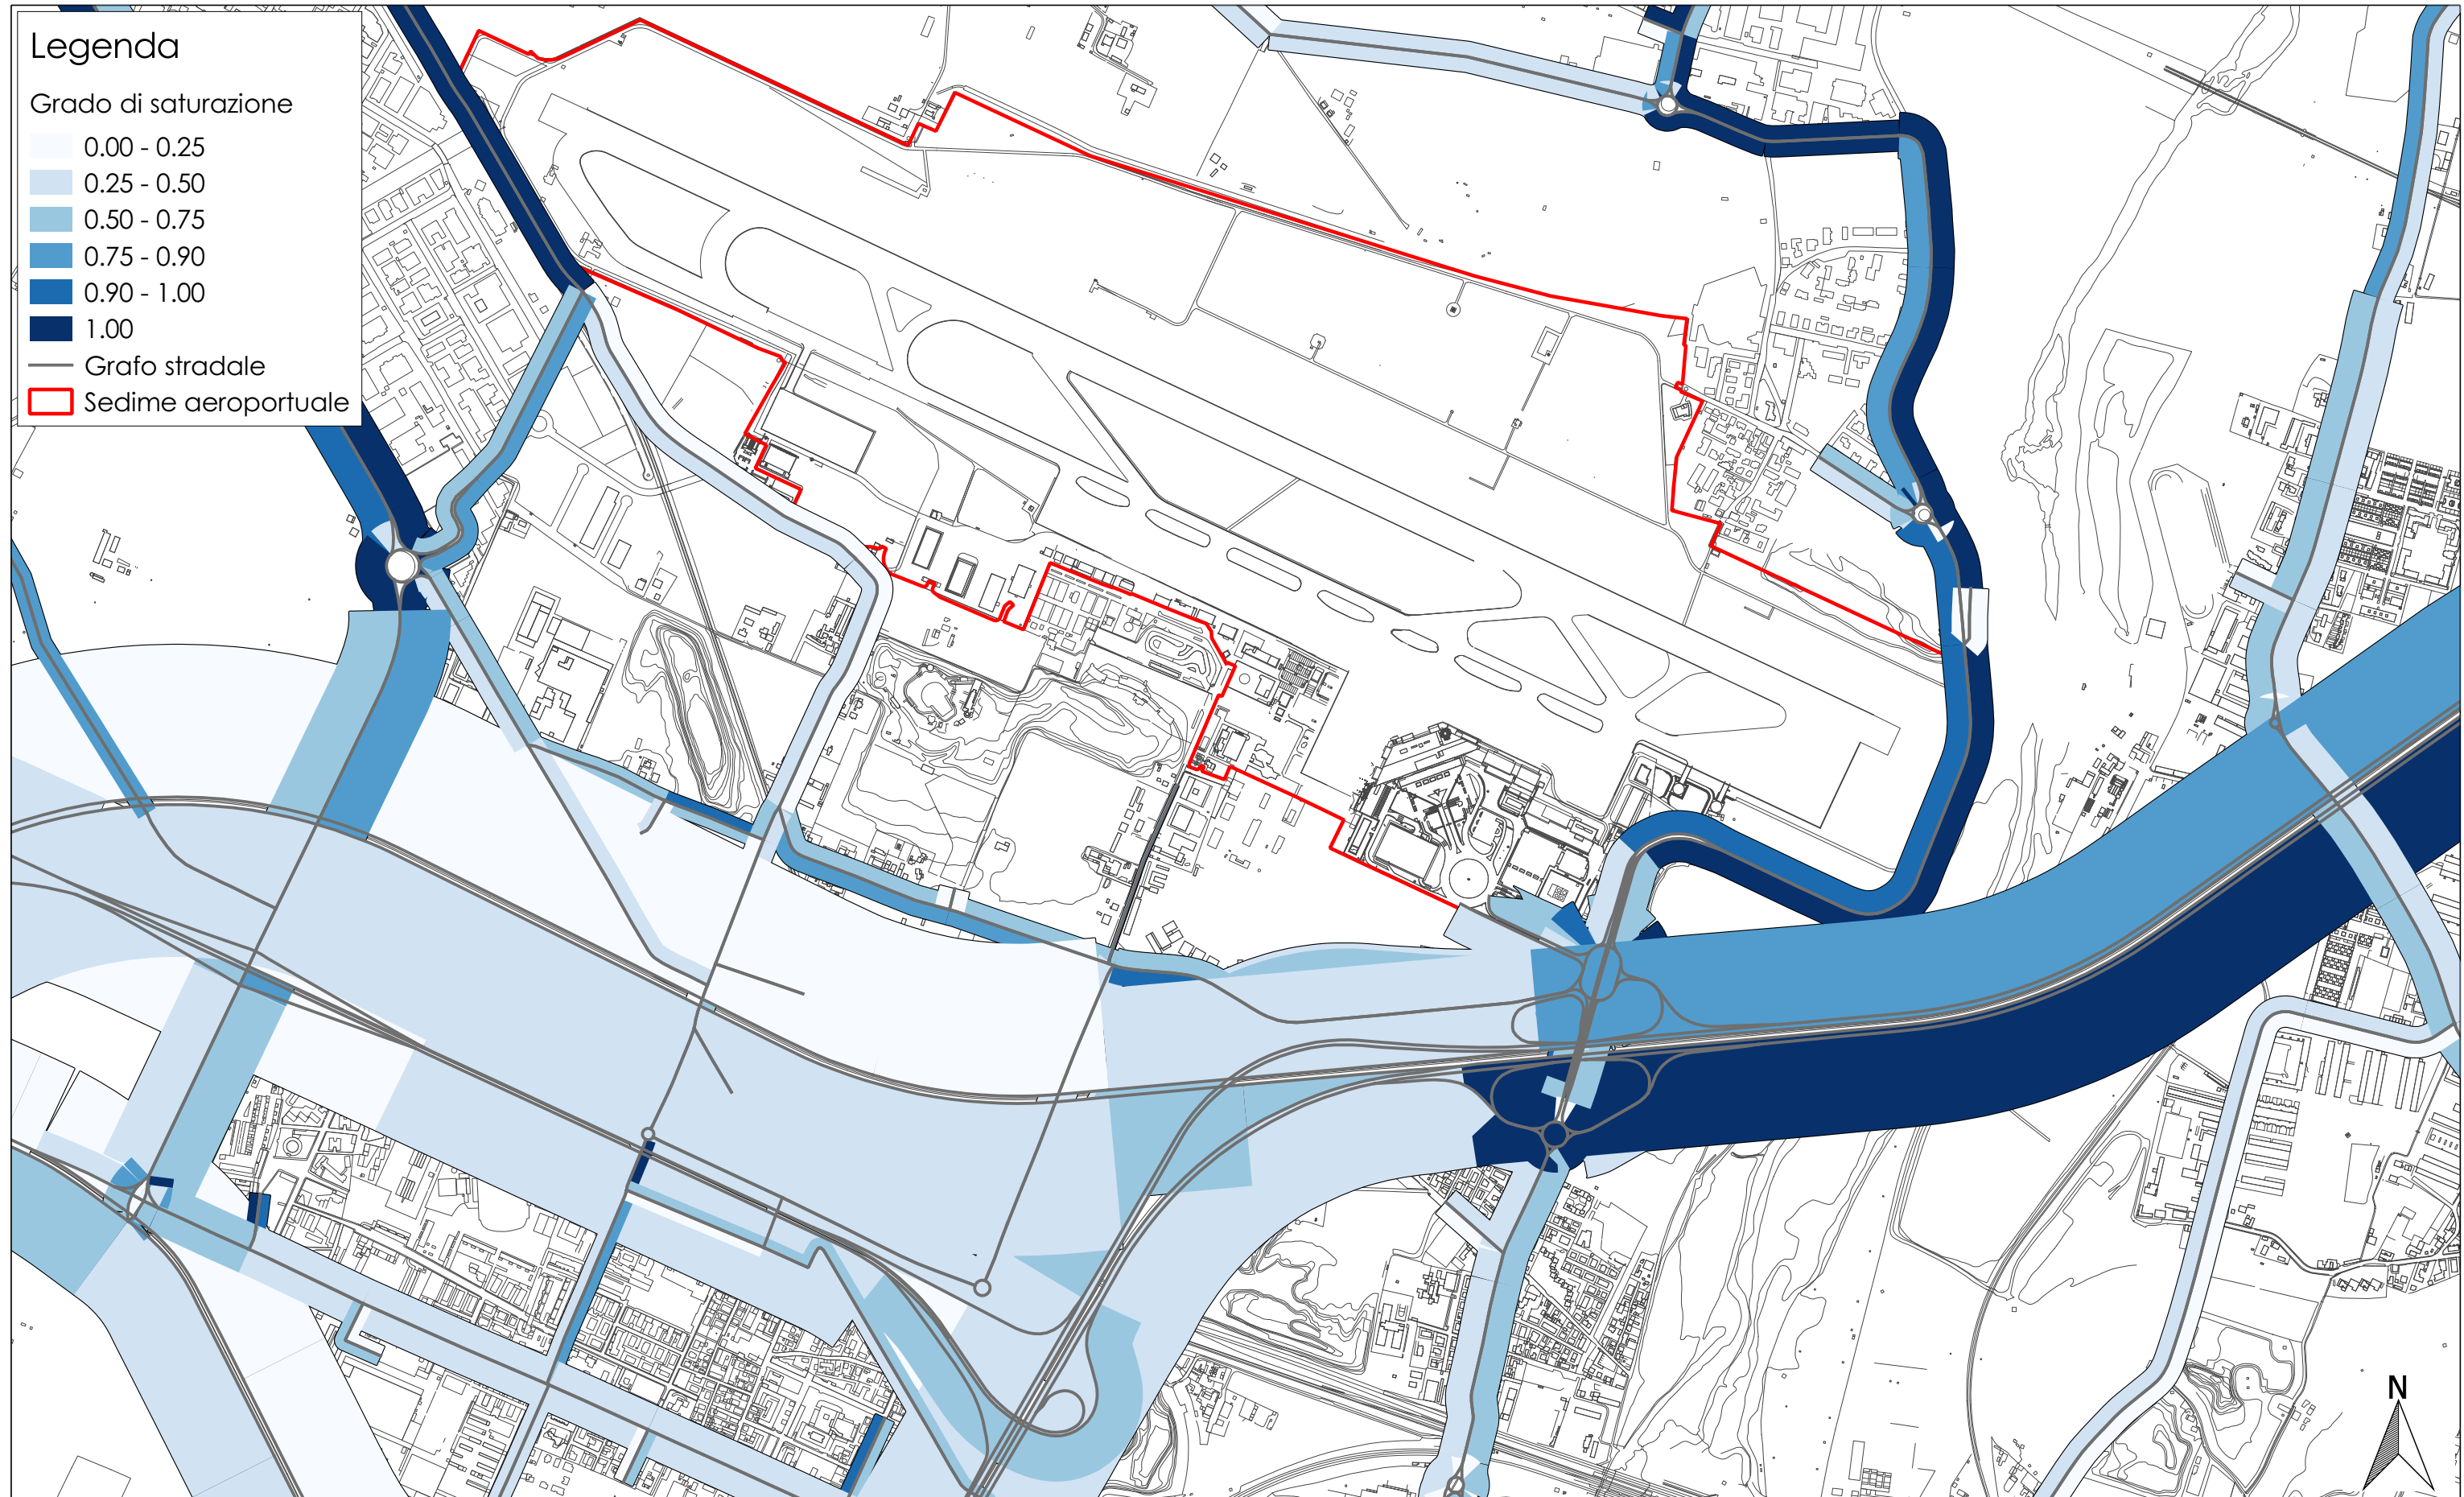 Legenda
Grado di saturazione
0.00 - 0.25
0.25 - 0.50
0.50 - 0.75
0.75 - 0.90
0.90 - 1.00
1.00
Grafo stradale
Sedime aeroportuale
N